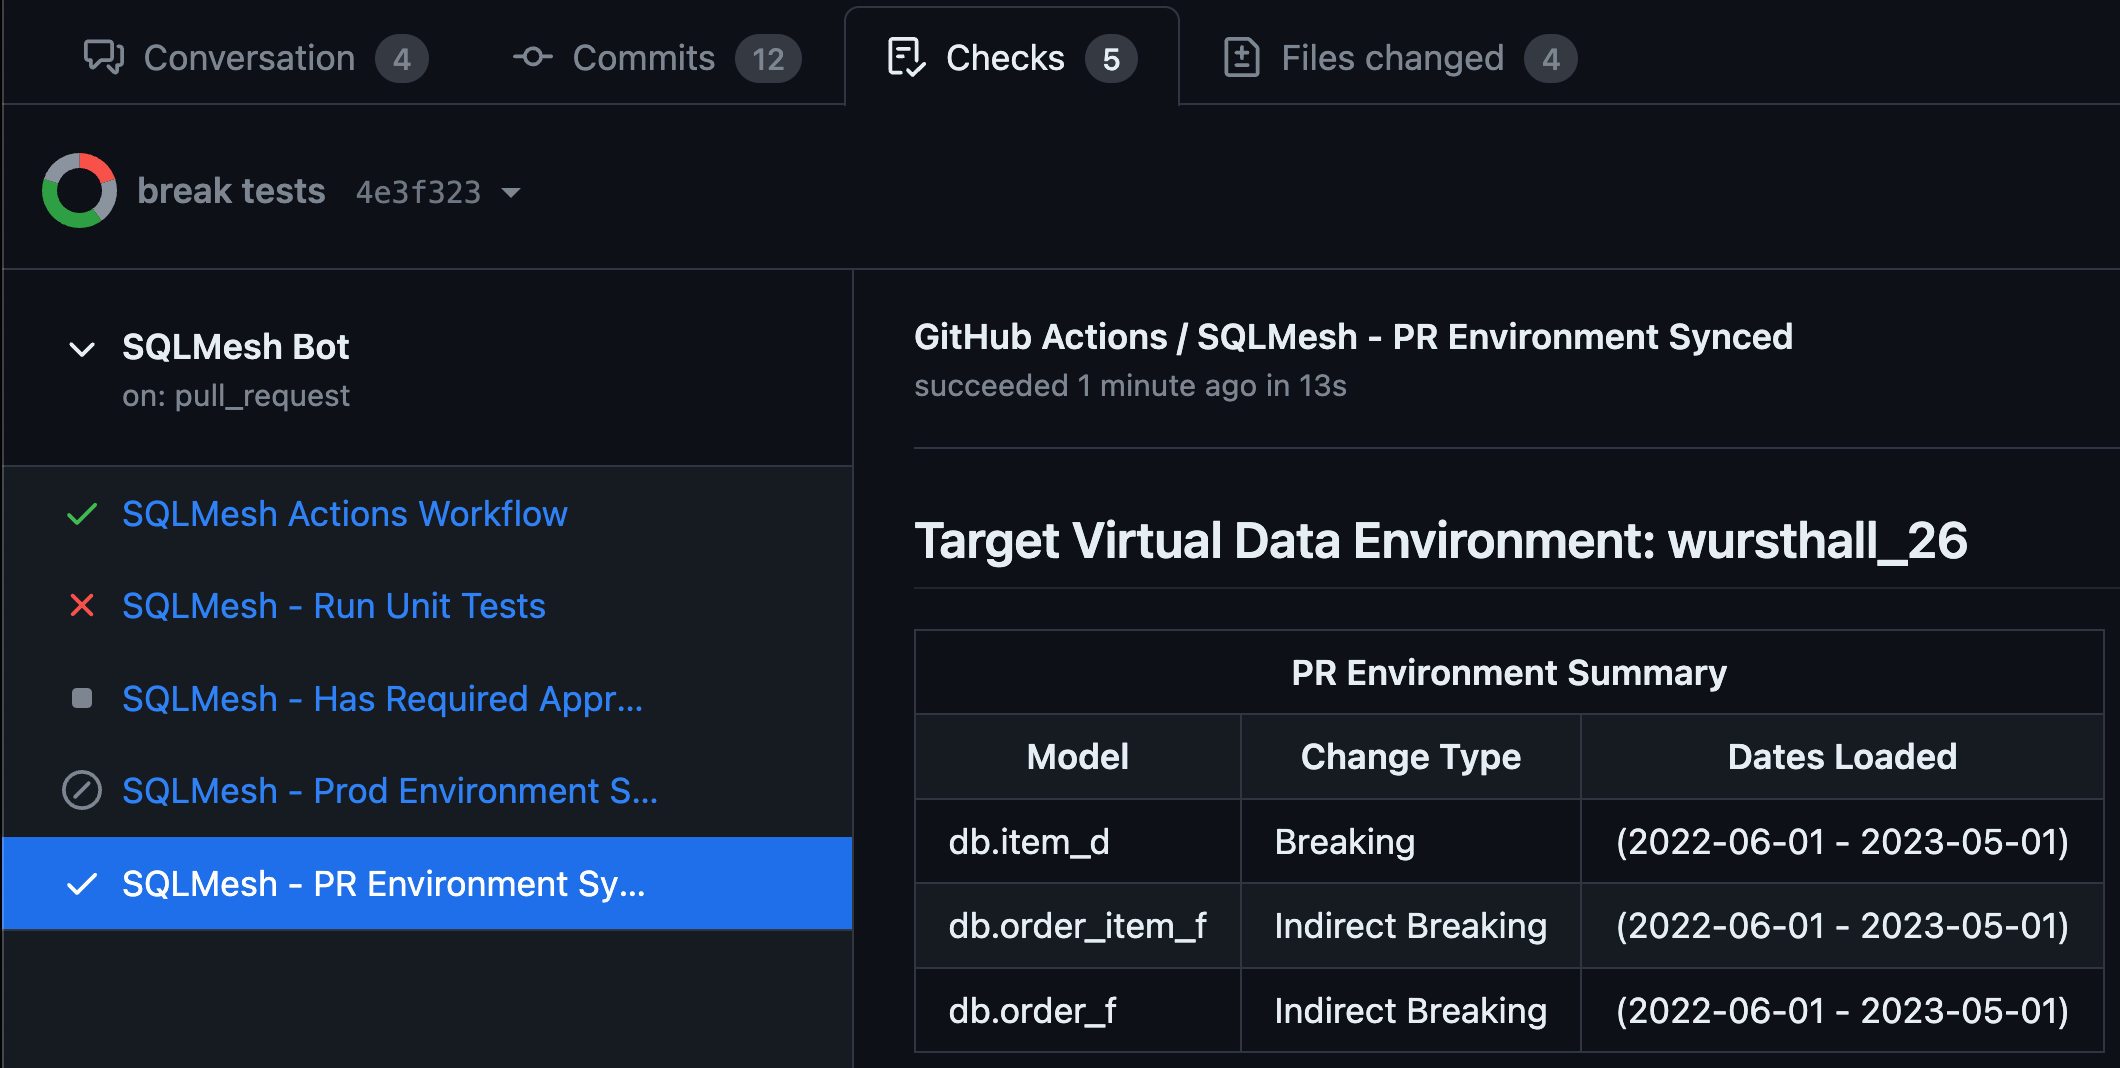 Conversation 4 Commits 12 Checks 5 Files changed 4
break tests 4e3f323
SQLMesh Bot
on: pull_request
SQLMesh Actions Workflow
SQLMesh - Run Unit Tests
SQLMesh - Has Required Appr...
SQLMesh - Prod Environment S...
SQLMesh - PR Environment Sy...
GitHub Actions / SQLMesh - PR Environment Synced
succeeded 1 minute ago in 13s
Target Virtual Data Environment: wursthall_26
PR Environment Summary
Model Change Type Dates Loaded
db.item_d Breaking (2022-06-01 - 2023-05-01)
db.order_item_f Indirect Breaking (2022-06-01 - 2023-05-01)
db.order_f Indirect Breaking (2022-06-01 - 2023-05-01)